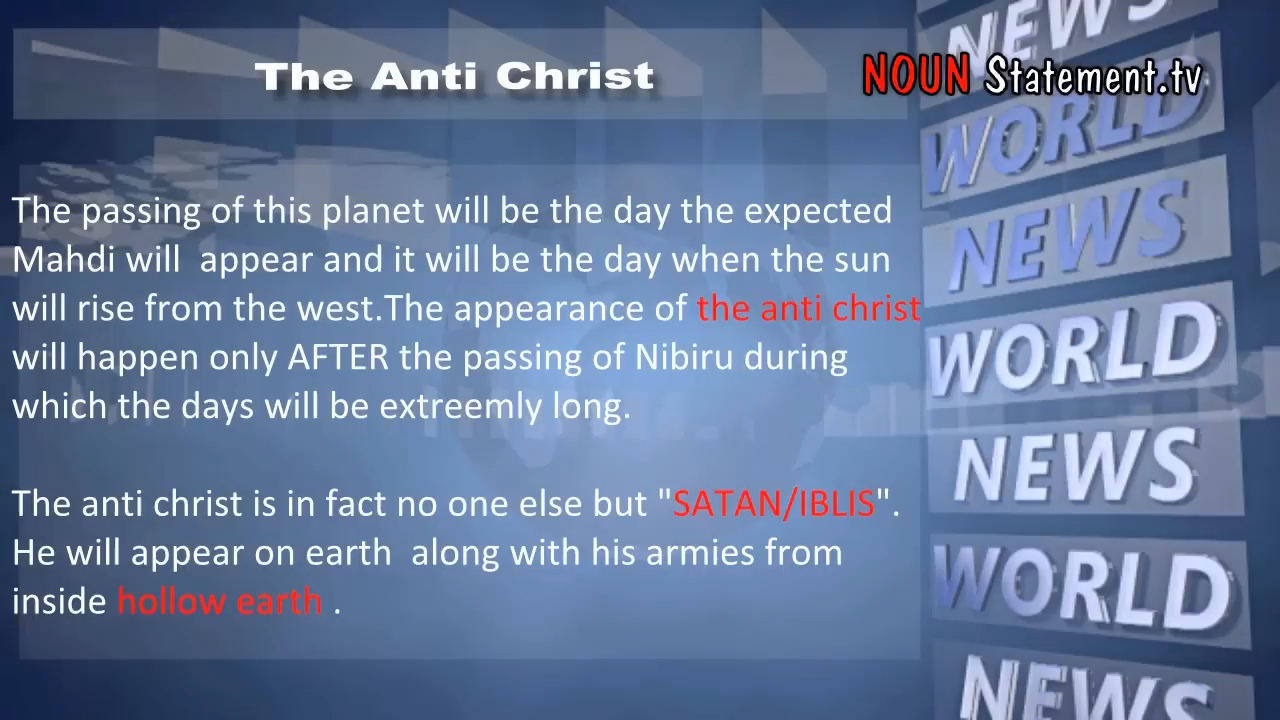 The Anti Christ
NOUN Statement.tv
The passing of this planet will be the day the expected
Mahdi will  appear and it will be the day when the sun
will rise from the west.The appearance of the anti christ
will happen only AFTER the passing of Nibiru during
which the days will be extreemly long.
The anti christ is in fact no one else but "SATAN/IBLIS".
He will appear on earth  along with his armies from
inside hollow earth .
NEWS
WORLD
NEWS
WORLD
NEWS
WORLD
NEWS